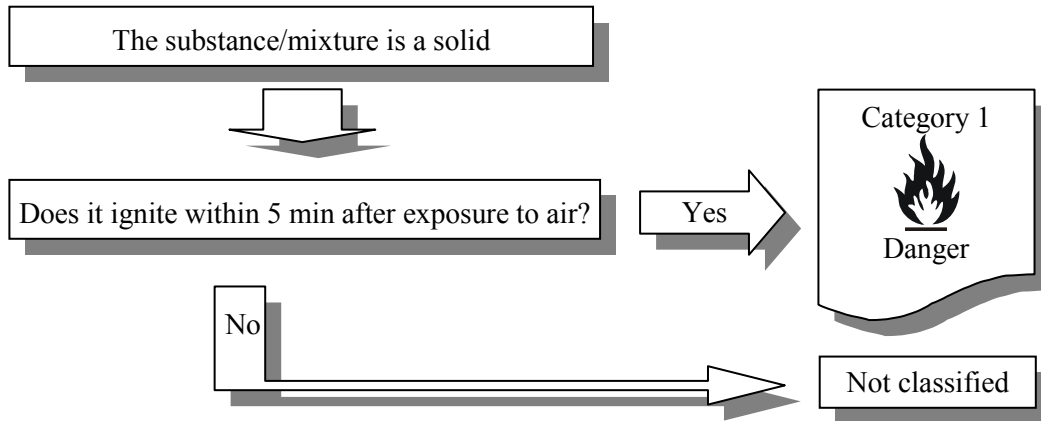 The substance/mixture is a solid
Does it ignite within 5 min after exposure to air?
Yes
Category 1
Danger
No
Not classified